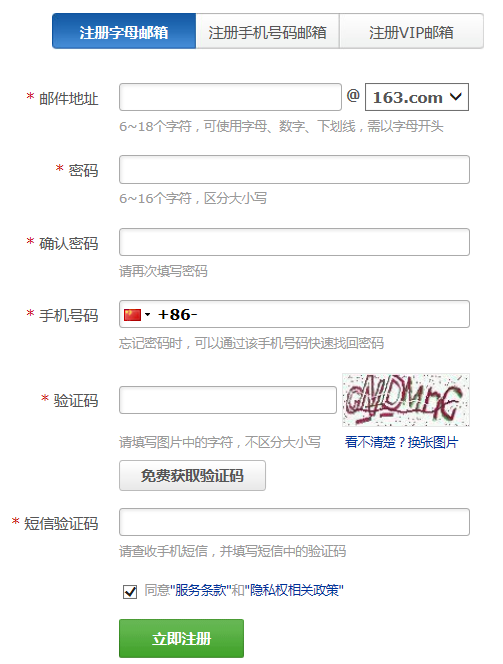 注册字母邮箱 注册手机号码邮箱 注册VIP邮箱
* 邮件地址 @ 163.com
6~18个字符，可使用字母、数字、下划线，需以字母开头
* 密码
6~16个字符，区分大小写
* 确认密码
请再次填写密码
* 手机号码 +86-
忘记密码时，可以通过该手机号码快速找回密码
* 验证码
请填写图片中的字符，不区分大小写 看不清楚？换张图片
免费获取验证码
* 短信验证码
请查收手机短信，并填写短信中的验证码
同意"服务条款"和"隐私权相关政策"
立即注册